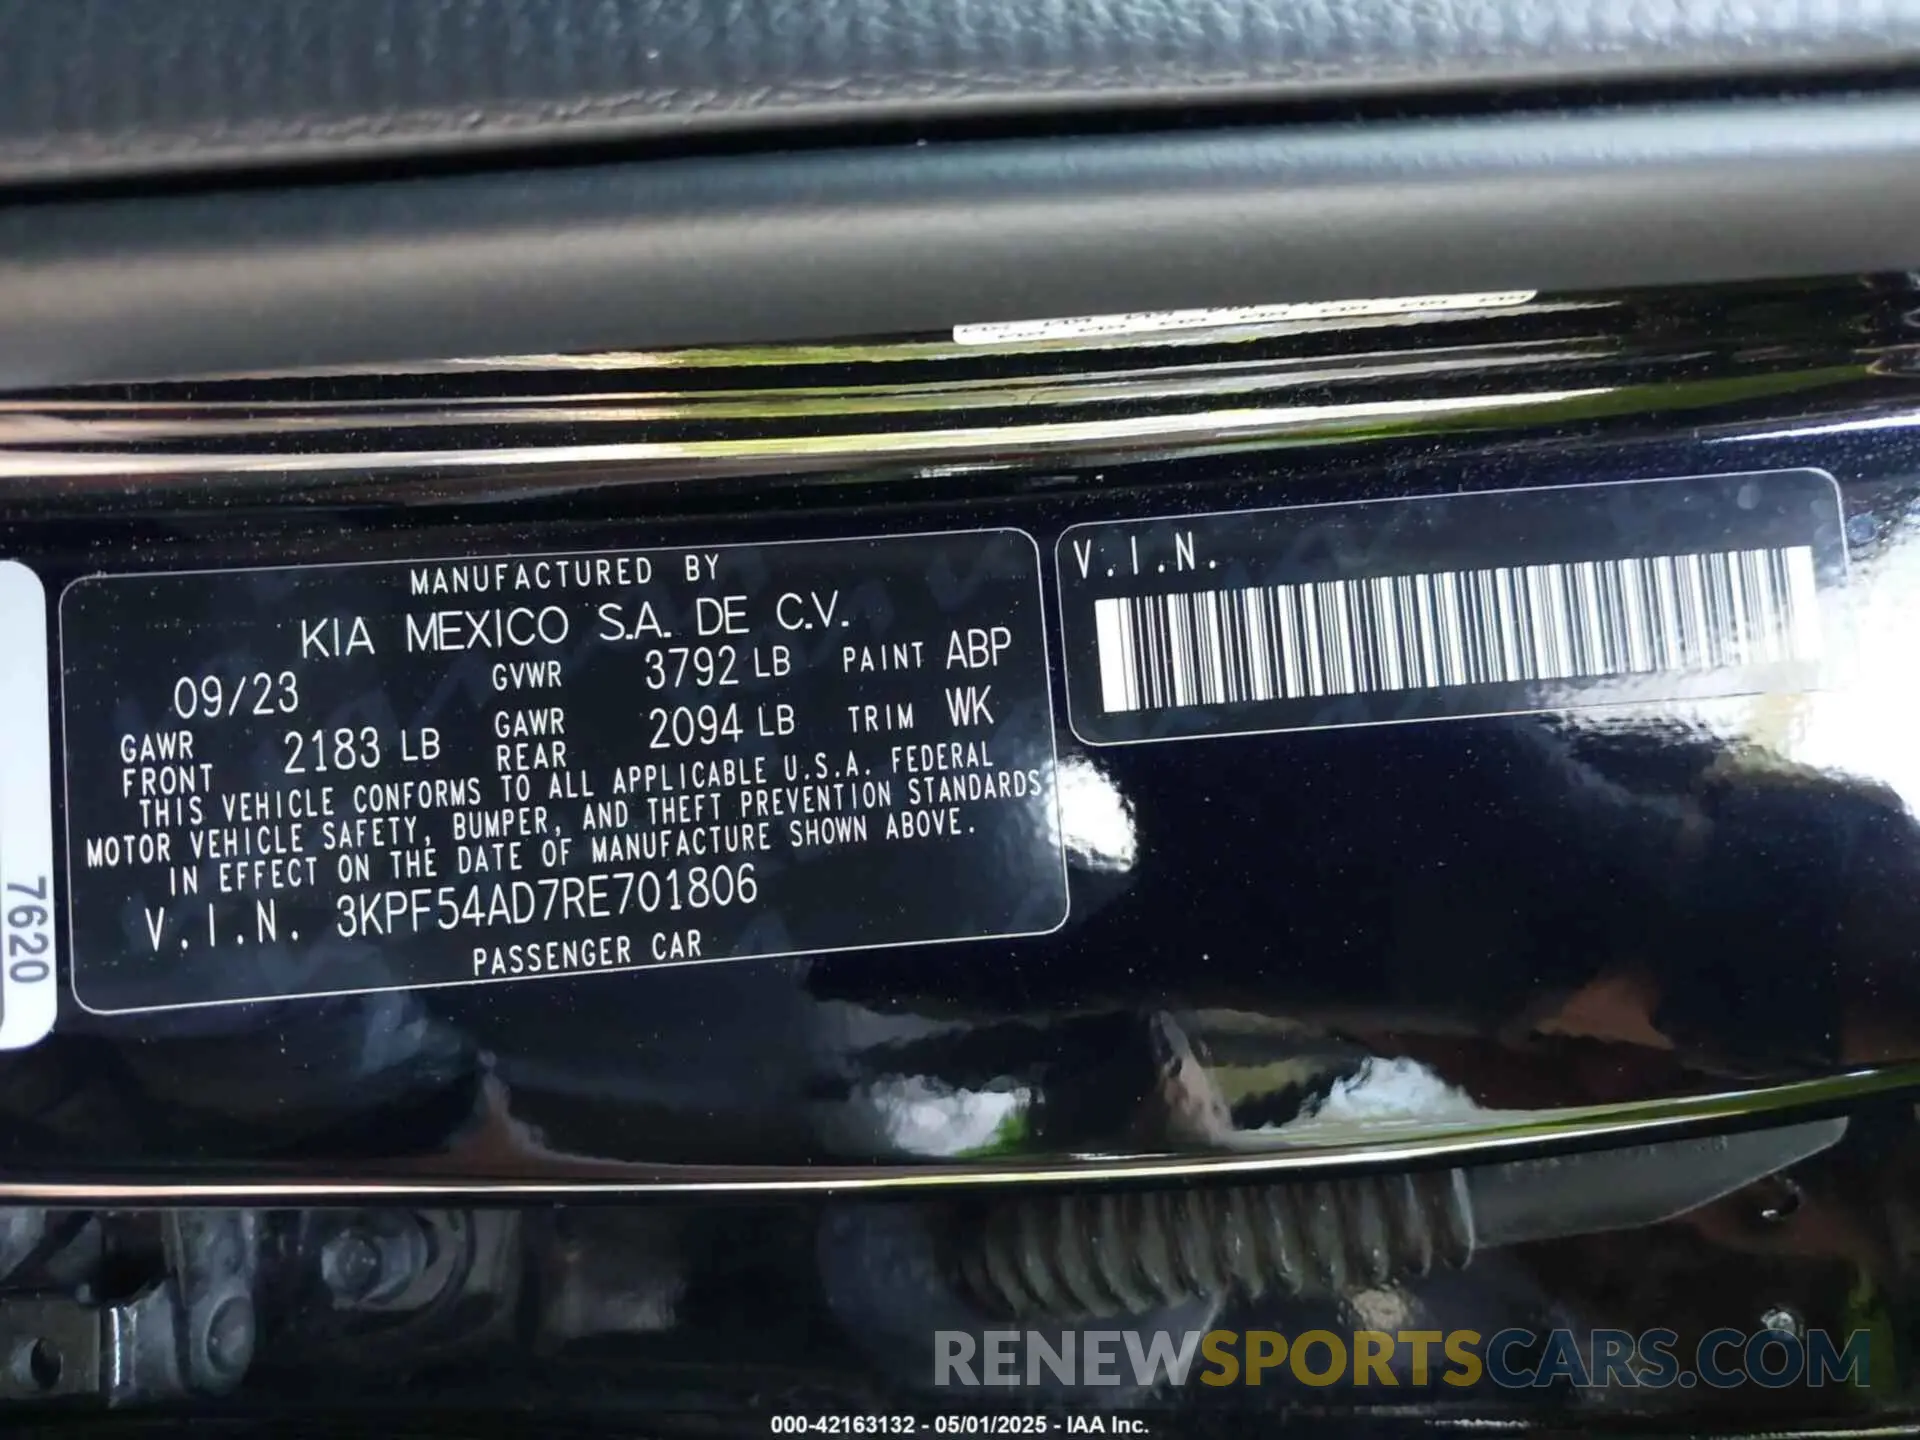 MANUFACTURED BY
KIA MEXICO S.A. DE C.V.
09/23 GVWR 3792 LB PAINT ABP
GAWR FRONT 2183 LB GAWR REAR 2094 LB TRIM WK
THIS VEHICLE CONFORMS TO ALL APPLICABLE U.S.A. FEDERAL
MOTOR VEHICLE SAFETY, BUMPER, AND THEFT PREVENTION STANDARDS
IN EFFECT ON THE DATE OF MANUFACTURE SHOWN ABOVE.
V.I.N. 3KPF54AD7RE701806
PASSENGER CAR
V.I.N.
7620
RENEWSPORTSCARS.COM
000-42163132 - 05/01/2025 - IAA Inc.